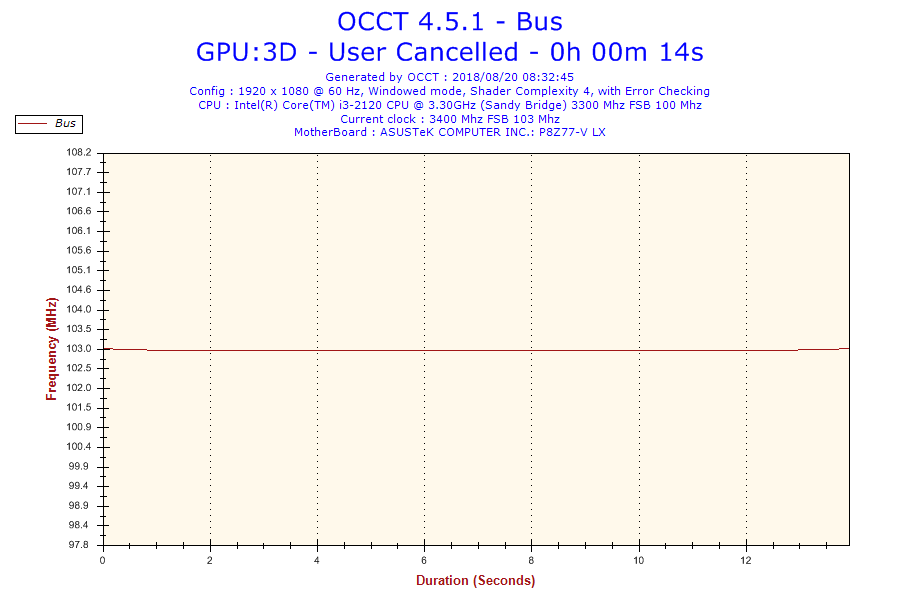 OCCT 4.5.1 - Bus
GPU:3D - User Cancelled - 0h 00m 14s
Generated by OCCT : 2018/08/20 08:32:45
Config : 1920 x 1080 @ 60 Hz, Windowed mode, Shader Complexity 4, with Error Checking
CPU : Intel(R) Core(TM) i3-2120 CPU @ 3.30GHz (Sandy Bridge) 3300 Mhz FSB 100 Mhz
Current clock : 3400 Mhz FSB 103 Mhz
MotherBoard : ASUSTeK COMPUTER INC.: P8Z77-V LX
Bus
108.2
107.7
107.1
106.6
106.1
105.6
105.1
104.6
104.0
103.5
103.0
102.5
102.0
101.5
100.9
100.4
99.9
99.4
98.9
98.4
97.8
Frequency (MHz)
0 2 4 6 8 10 12
Duration (Seconds)